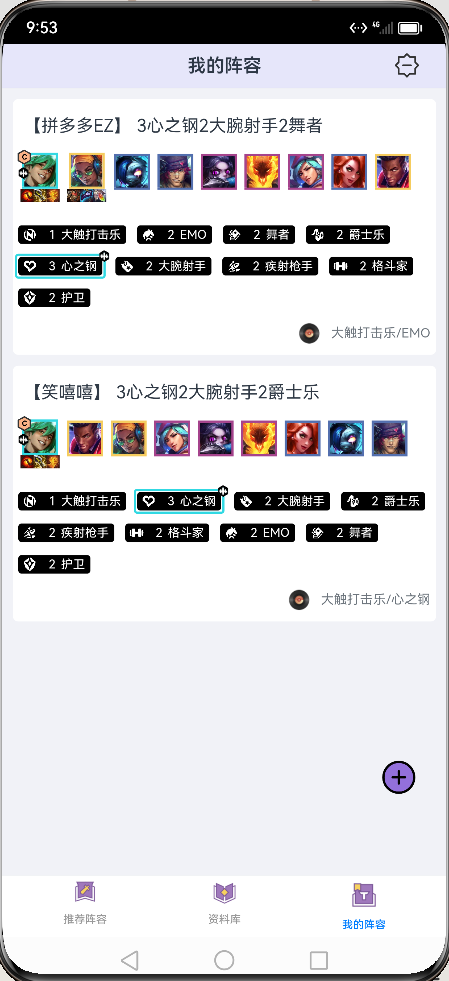 9:53
4G
我的阵容
【拼多多EZ】 3心之钢2大腕射手2舞者
C
1 大触打击乐 2 EMO 2 舞者 2 爵士乐
3 心之钢 2 大腕射手 2 疾射枪手 2 格斗家
2 护卫
大触打击乐/EMO
【笑嘻嘻】 3心之钢2大腕射手2爵士乐
C
1 大触打击乐 3 心之钢 2 大腕射手 2 爵士乐
2 疾射枪手 2 格斗家 2 EMO 2 舞者
2 护卫
大触打击乐/心之钢
推荐阵容 资料库 我的阵容